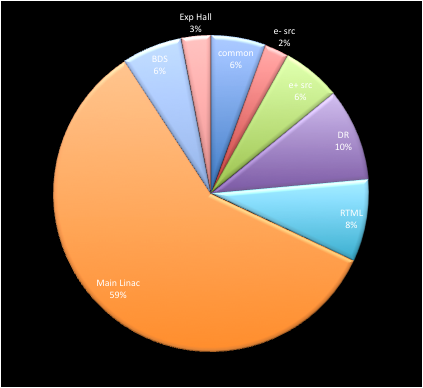 Exp Hall
3%
common
6%
e- src
2%
e+ src
6%
DR
10%
RTML
8%
Main Linac
59%
BDS
6%